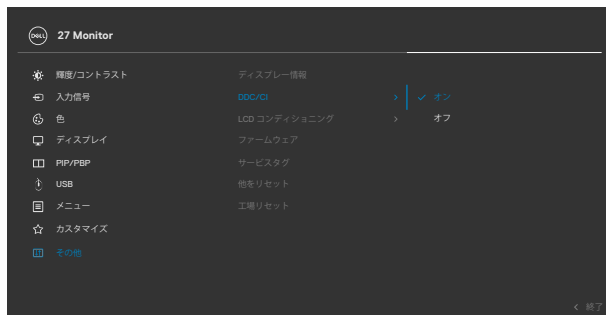 DELL
27 Monitor
輝度/コントラスト
入力信号
色
ディスプレイ
PIP/PBP
USB
メニュー
カスタマイズ
その他
ディスプレー情報
DDC/CI
LCD コンディショニング
ファームウェア
サービスタグ
他をリセット
工場リセット
オン
オフ
終了